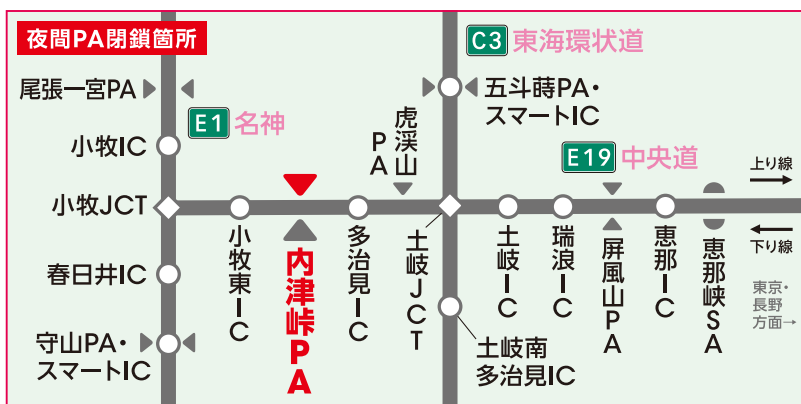 夜間PA閉鎖箇所
C3 東海環状道
尾張一宮PA
E1 名神
五斗蒔PA・
スマートIC
小牧IC
虎渓山
PA
E19 中央道
上り線
小牧JCT
下り線
小牧東IC
内津峠PA
多治見IC
土岐JCT
土岐IC
瑞浪IC
屏風山PA
恵那IC
恵那峡SA
春日井IC
東京・
長野
方面→
守山PA・
スマートIC
土岐南
多治見IC